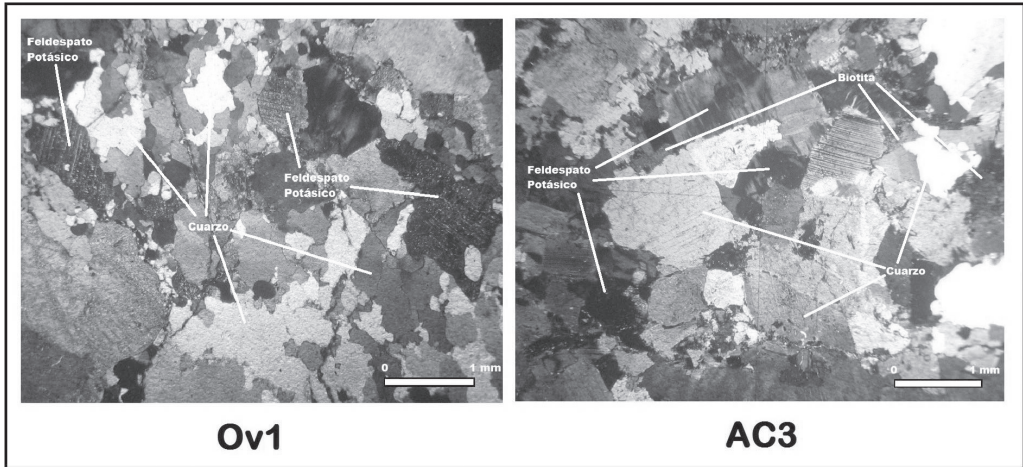 Feldespato
Potásico
Feldespato
Potásico
Cuarzo
0 1 mm
Ov1
Biotita
Feldespato
Potásico
Cuarzo
0 1 mm
AC3